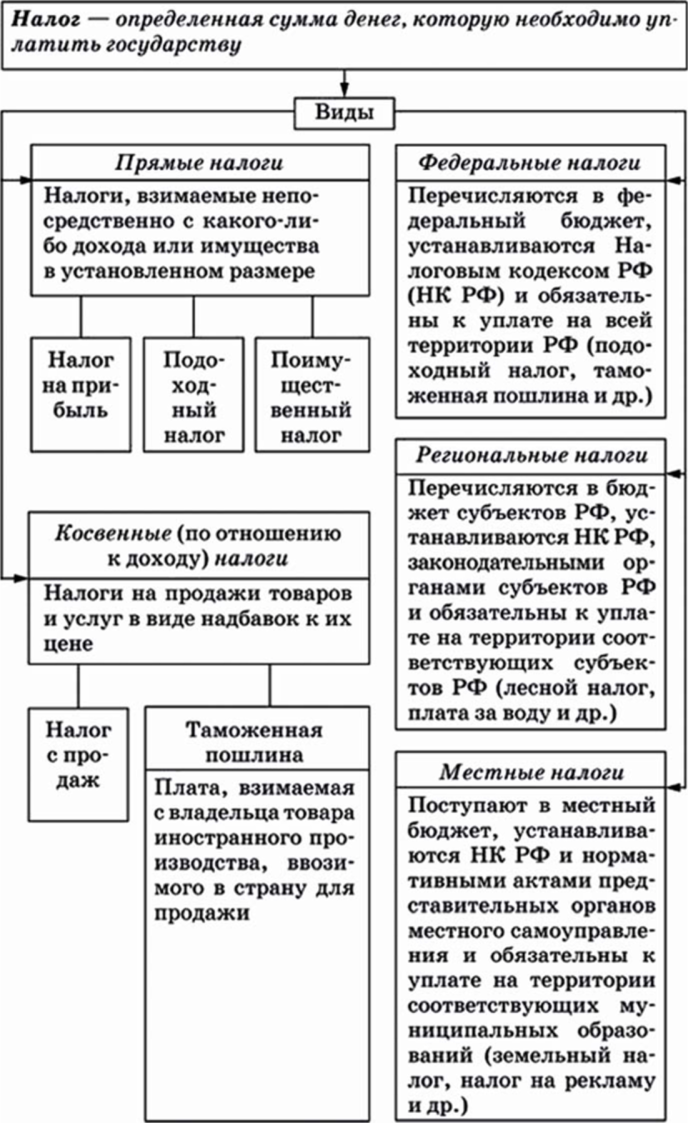 Налог — определенная сумма денег, которую необходимо уп-
латить государству
Виды
Прямые налоги
Налоги, взимаемые непо-
средственно с какого-ли-
бо дохода или имущества
в установленном размере
Налог
на при-
быль
Подо-
ход-
ный
налог
Поиму-
щест-
венный
налог
Косвенные (по отношению
к доходу) налоги
Налоги на продажи товаров
и услуг в виде надбавок к их
цене
Налог
с про-
даж
Таможенная
пошлина
Плата, взимаемая
с владельца товара
иностранного про-
изводства, ввози-
мого в страну для
продажи
Федеральные налоги
Перечисляются в фе-
деральный бюджет,
устанавливаются На-
логовым кодексом РФ
(НК РФ) и обязатель-
ны к уплате на всей
территории РФ (подо-
оходный налог, тамо-
женная пошлина и др.)
Региональные налоги
Перечисляются в бюд-
жет субъектов РФ, ус-
танавливаются НК РФ,
законодательными ор-
ганами субъектов РФ
и обязательны к упла-
те на территории соот-
ветствующих субъек-
тов РФ (лесной налог,
плата за воду и др.)
Местные налоги
Поступают в местный
бюджет, устанавлива-
ются НК РФ и норма-
тивными актами пред-
ставительных органов
местного самоуправле-
ния и обязательны к
уплате на территории
соответствующих му-
ниципальных образо-
ваний (земельный на-
лог, налог на рекламу
и др.)